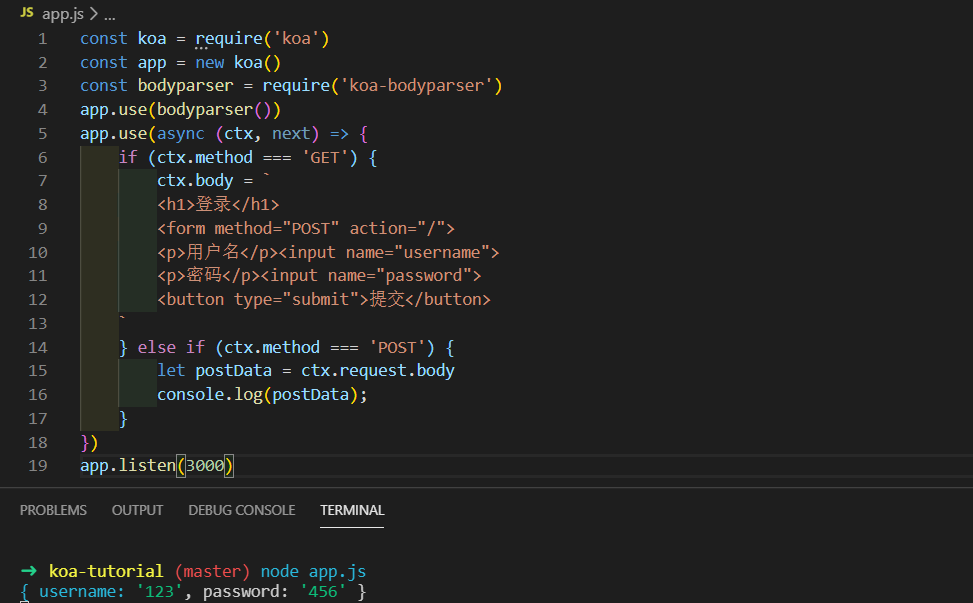 JS app.js > ...
1 const koa = require('koa')
2 const app = new koa()
3 const bodyparser = require('koa-bodyparser')
4 app.use(bodyparser())
5 app.use(async (ctx, next) => {
6     if (ctx.method === 'GET') {
7         ctx.body = `
8         <h1>登录</h1>
9         <form method="POST" action="/">
10         <p>用户名</p><input name="username">
11         <p>密码</p><input name="password">
12         <button type="submit">提交</button>
13     `
14     } else if (ctx.method === 'POST') {
15         let postData = ctx.request.body
16         console.log(postData);
17     }
18 })
19 app.listen(3000)
PROBLEMS OUTPUT DEBUG CONSOLE TERMINAL
➜ koa-tutorial (master) node app.js
{ username: '123', password: '456' }